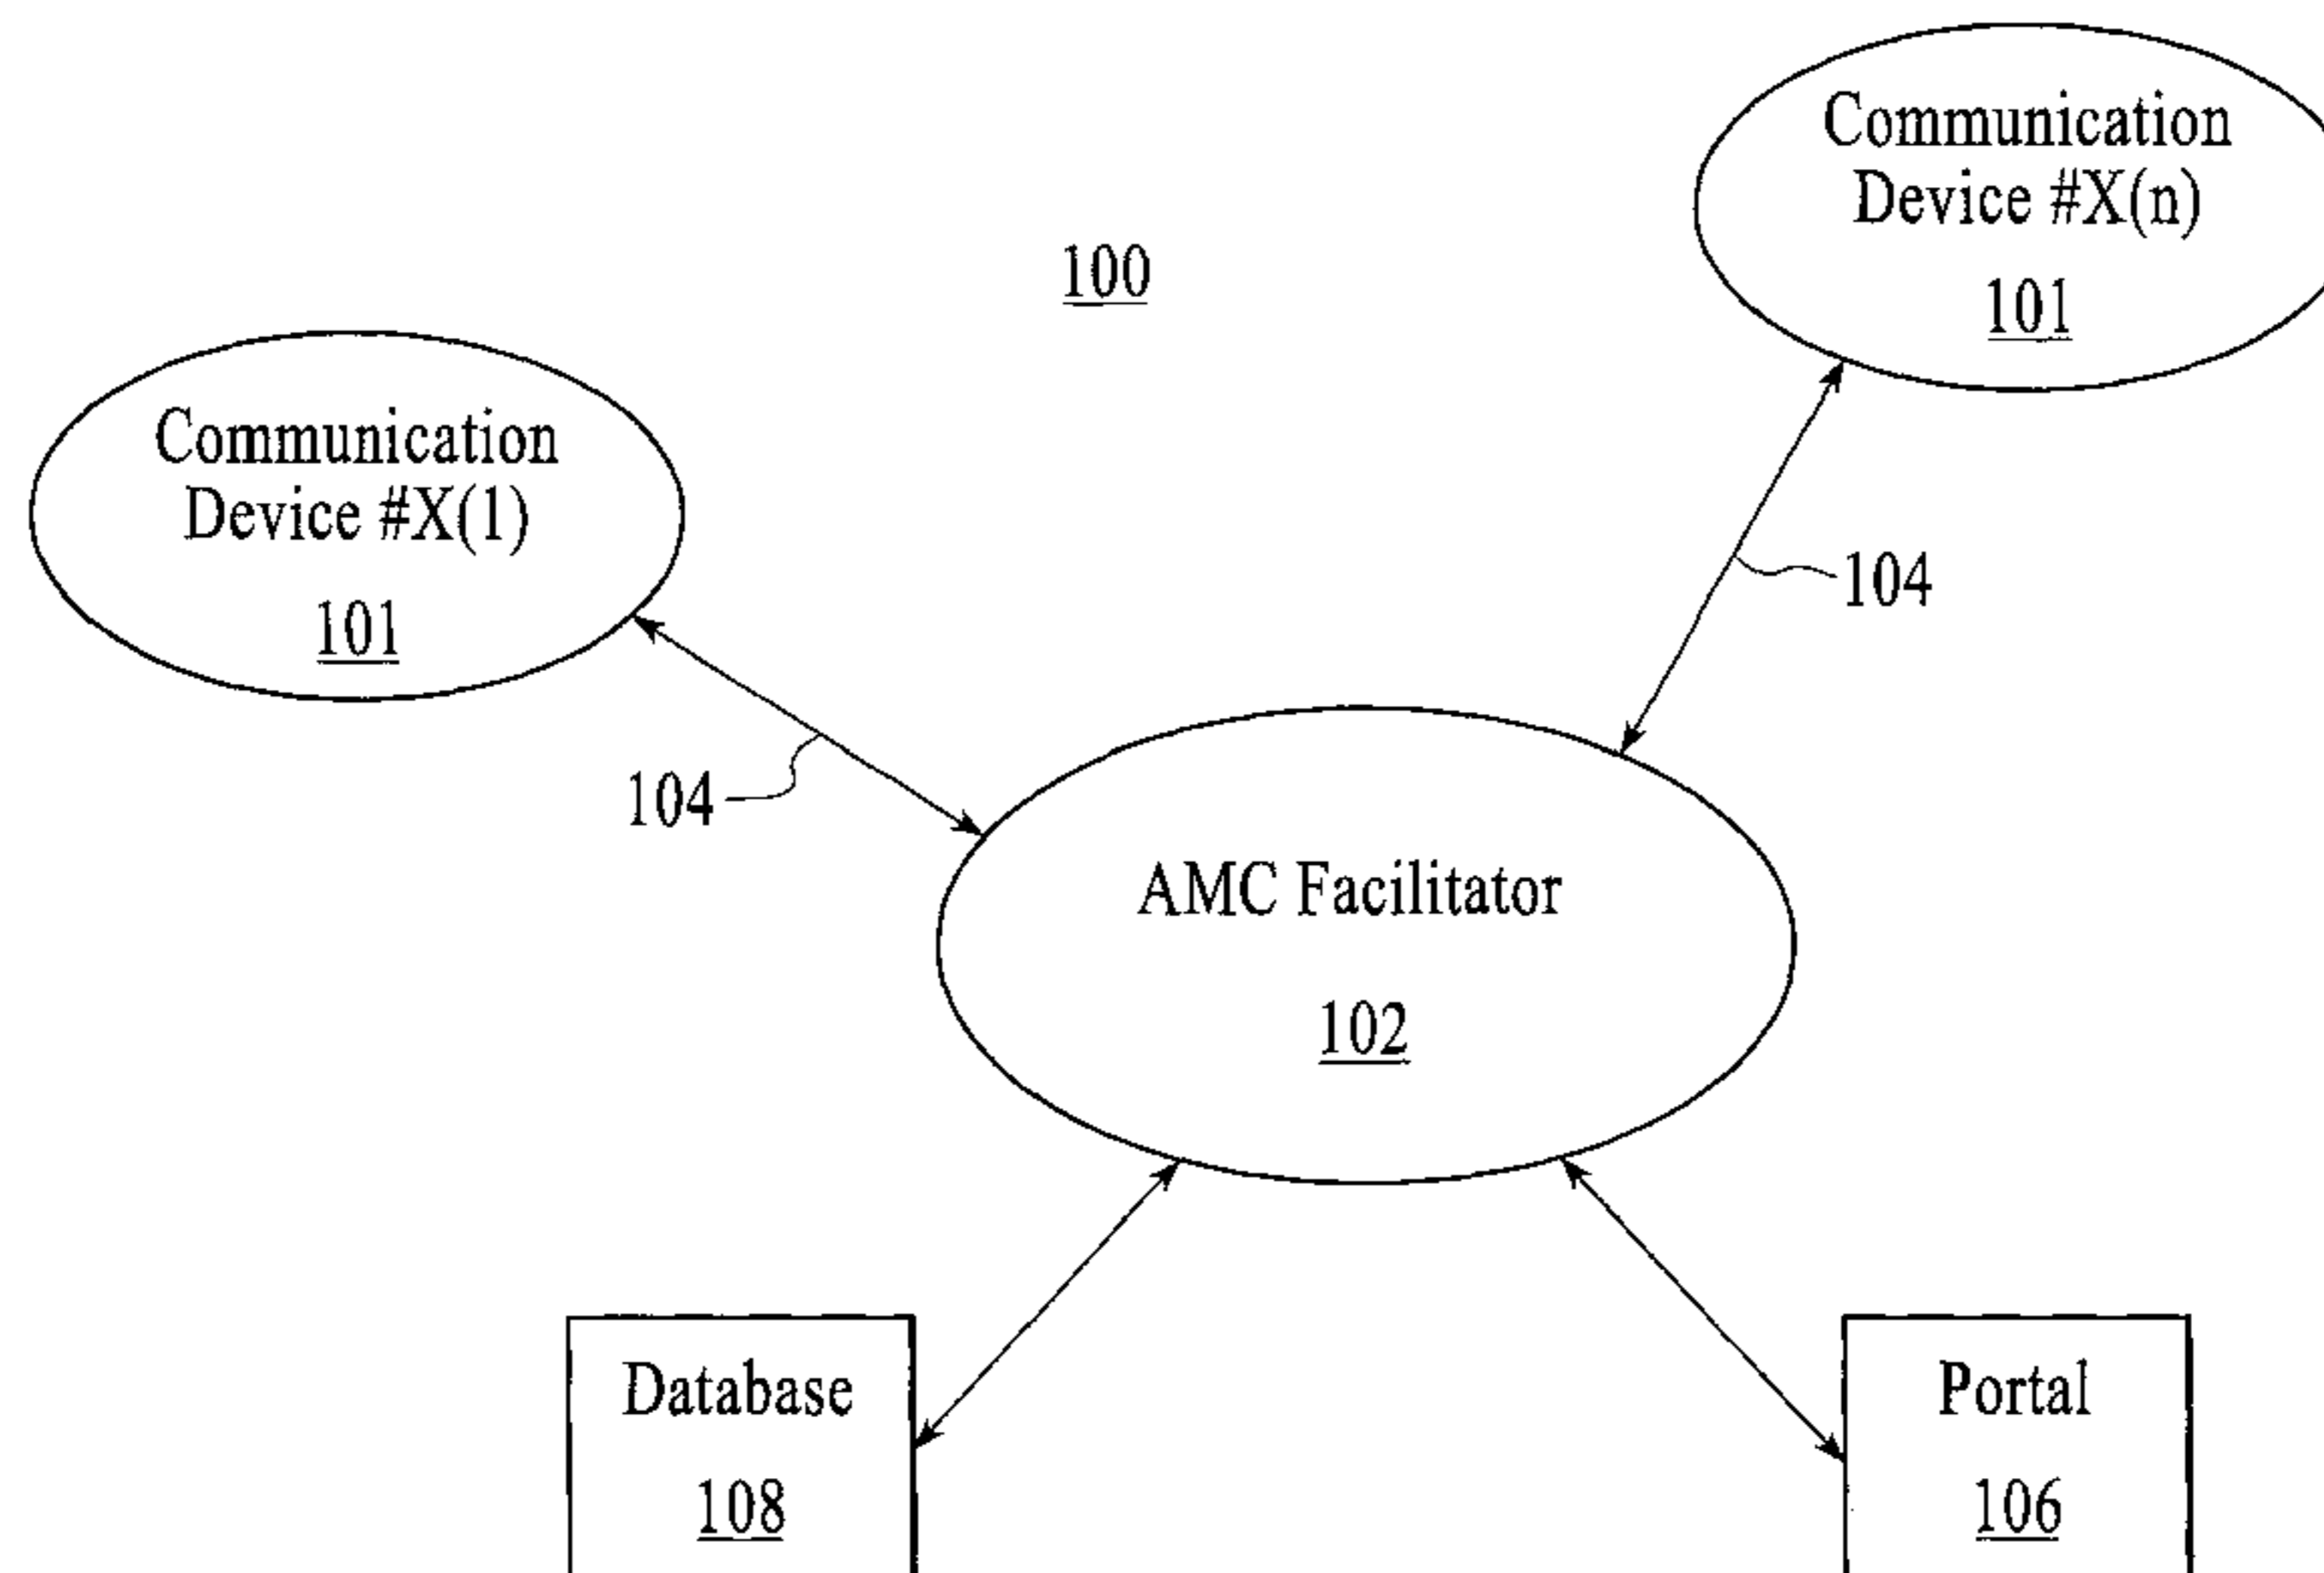 Communication
Device #X(n)
101
100
Communication
Device #X(1)
101
104
104
AMC Facilitator
102
Database
108
Portal
106